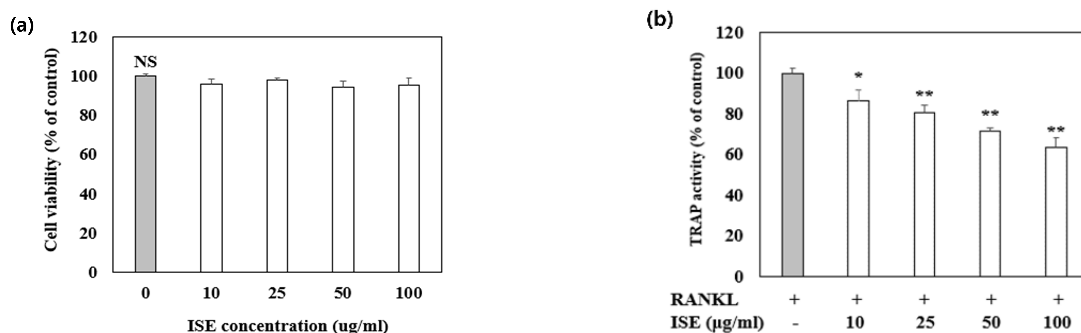 (a)
Cell viability (% of control)
120
100
80
60
40
20
0
NS
0 10 25 50 100
ISE concentration (ug/ml)
(b)
TRAP activity (% of control)
120
100
80
60
40
20
0
*
**
**
**
RANKL + + + + +
ISE (μg/ml) - 10 25 50 100